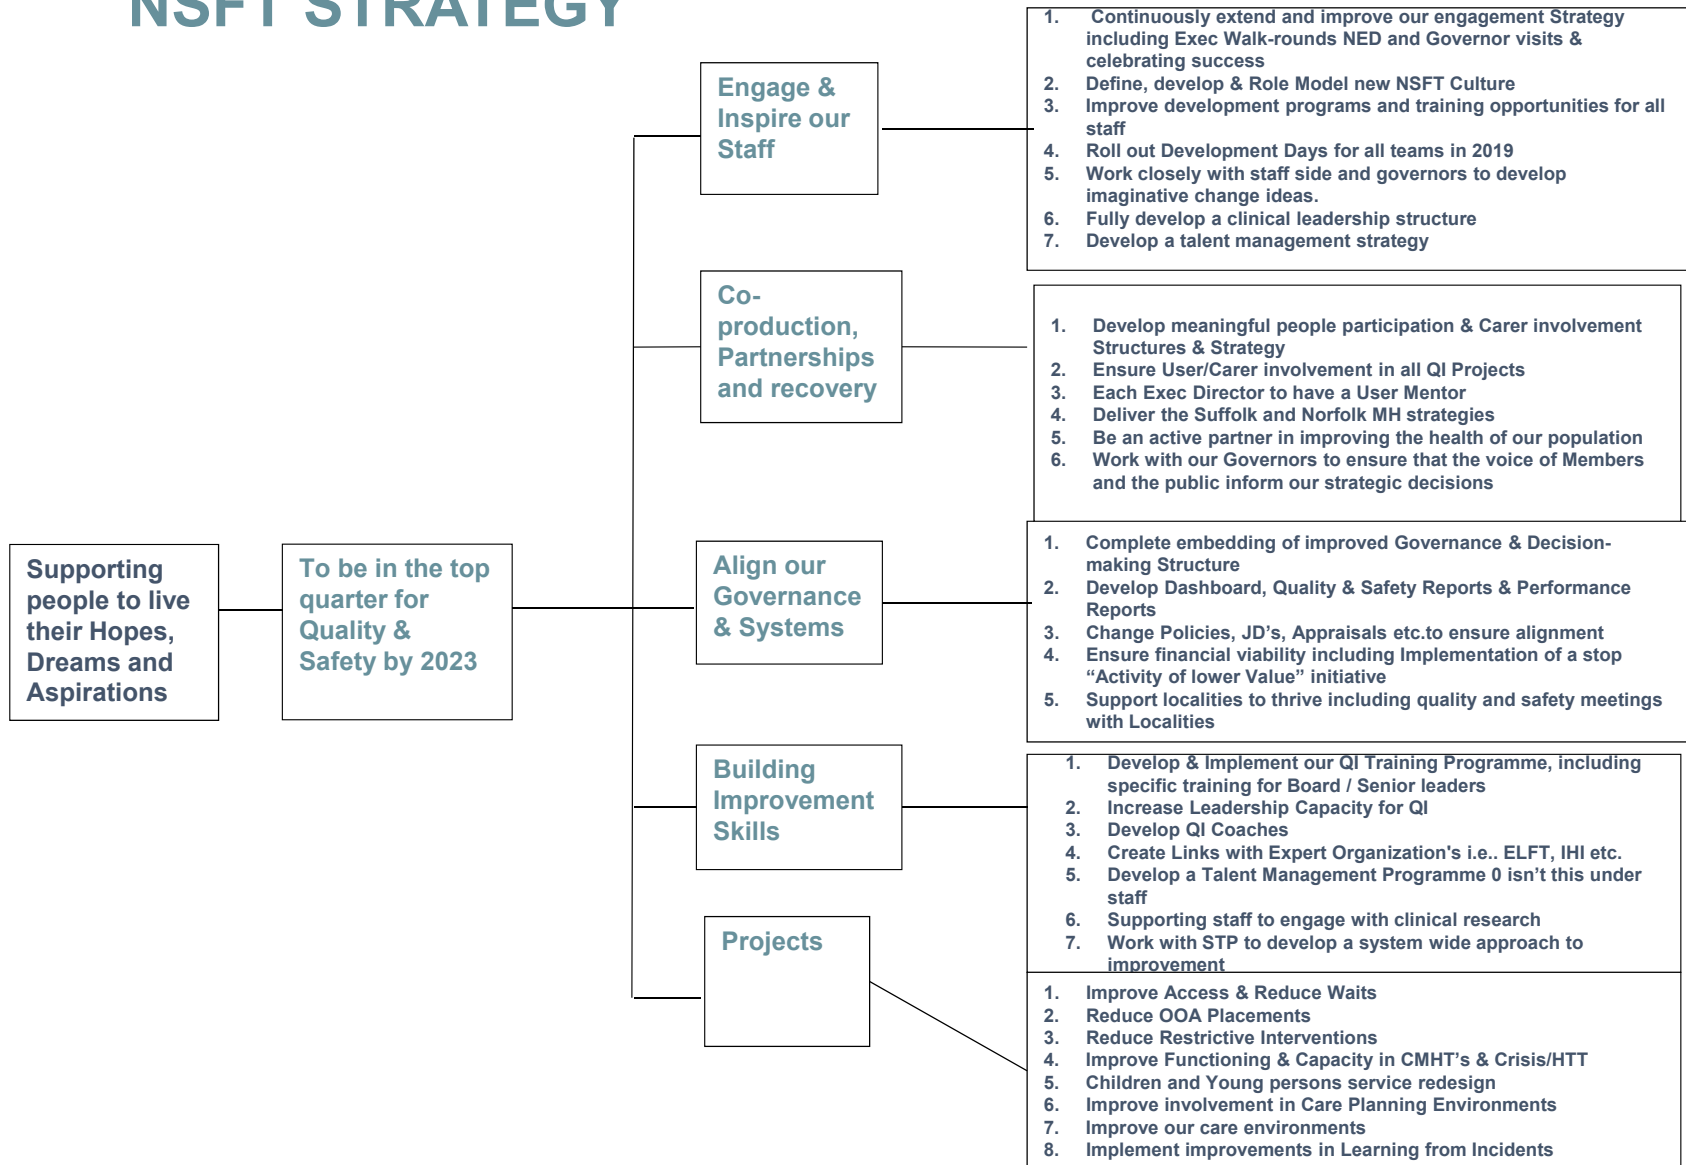 NSFT STRATEGY
Supporting
people to live
their Hopes,
Dreams and
Aspirations
To be in the top
quarter for
Quality &
Safety by 2023
Engage &
Inspire our
Staff
1. Continuously extend and improve our engagement Strategy
including Exec Walk-rounds NED and Governor visits &
celebrating success
2. Define, develop & Role Model new NSFT Culture
3. Improve development programs and training opportunities for all
staff
4. Roll out Development Days for all teams in 2019
5. Work closely with staff side and governors to develop
imaginative change ideas.
6. Fully develop a clinical leadership structure
7. Develop a talent management strategy
Co-
production,
Partnerships
and recovery
1. Develop meaningful people participation & Carer involvement
Structures & Strategy
2. Ensure User/Carer involvement in all QI Projects
3. Each Exec Director to have a User Mentor
4. Deliver the Suffolk and Norfolk MH strategies
5. Be an active partner in improving the health of our population
6. Work with our Governors to ensure that the voice of Members
and the public inform our strategic decisions
Align our
Governance
& Systems
1. Complete embedding of improved Governance & Decision-
making Structure
2. Develop Dashboard, Quality & Safety Reports & Performance
Reports
3. Change Policies, JD's, Appraisals etc.to ensure alignment
4. Ensure financial viability including Implementation of a stop
“Activity of lower Value” initiative
5. Support localities to thrive including quality and safety meetings
with Localities
Building
Improvement
Skills
1. Develop & Implement our QI Training Programme, including
specific training for Board / Senior leaders
2. Increase Leadership Capacity for QI
3. Develop QI Coaches
4. Create Links with Expert Organization's i.e.. ELFT, IHI etc.
5. Develop a Talent Management Programme 0 isn’t this under
staff
6. Supporting staff to engage with clinical research
7. Work with STP to develop a system wide approach to
improvement
Projects
1. Improve Access & Reduce Waits
2. Reduce OOA Placements
3. Reduce Restrictive Interventions
4. Improve Functioning & Capacity in CMHT’s & Crisis/HTT
5. Children and Young persons service redesign
6. Improve involvement in Care Planning Environments
7. Improve our care environments
8. Implement improvements in Learning from Incidents